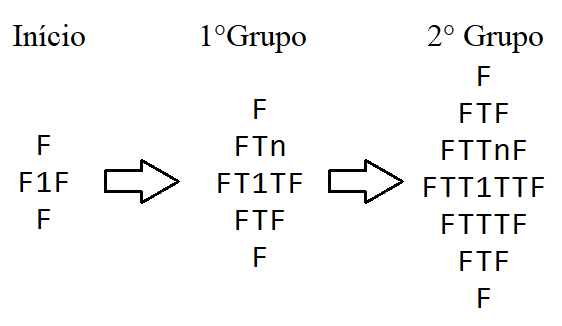 Início
F
F1F
F
1°Grupo
F
FTn
FT1TF
FTF
F
2° Grupo
F
FTF
FTTnF
FTT1TTF
FTTTF
FTF
F